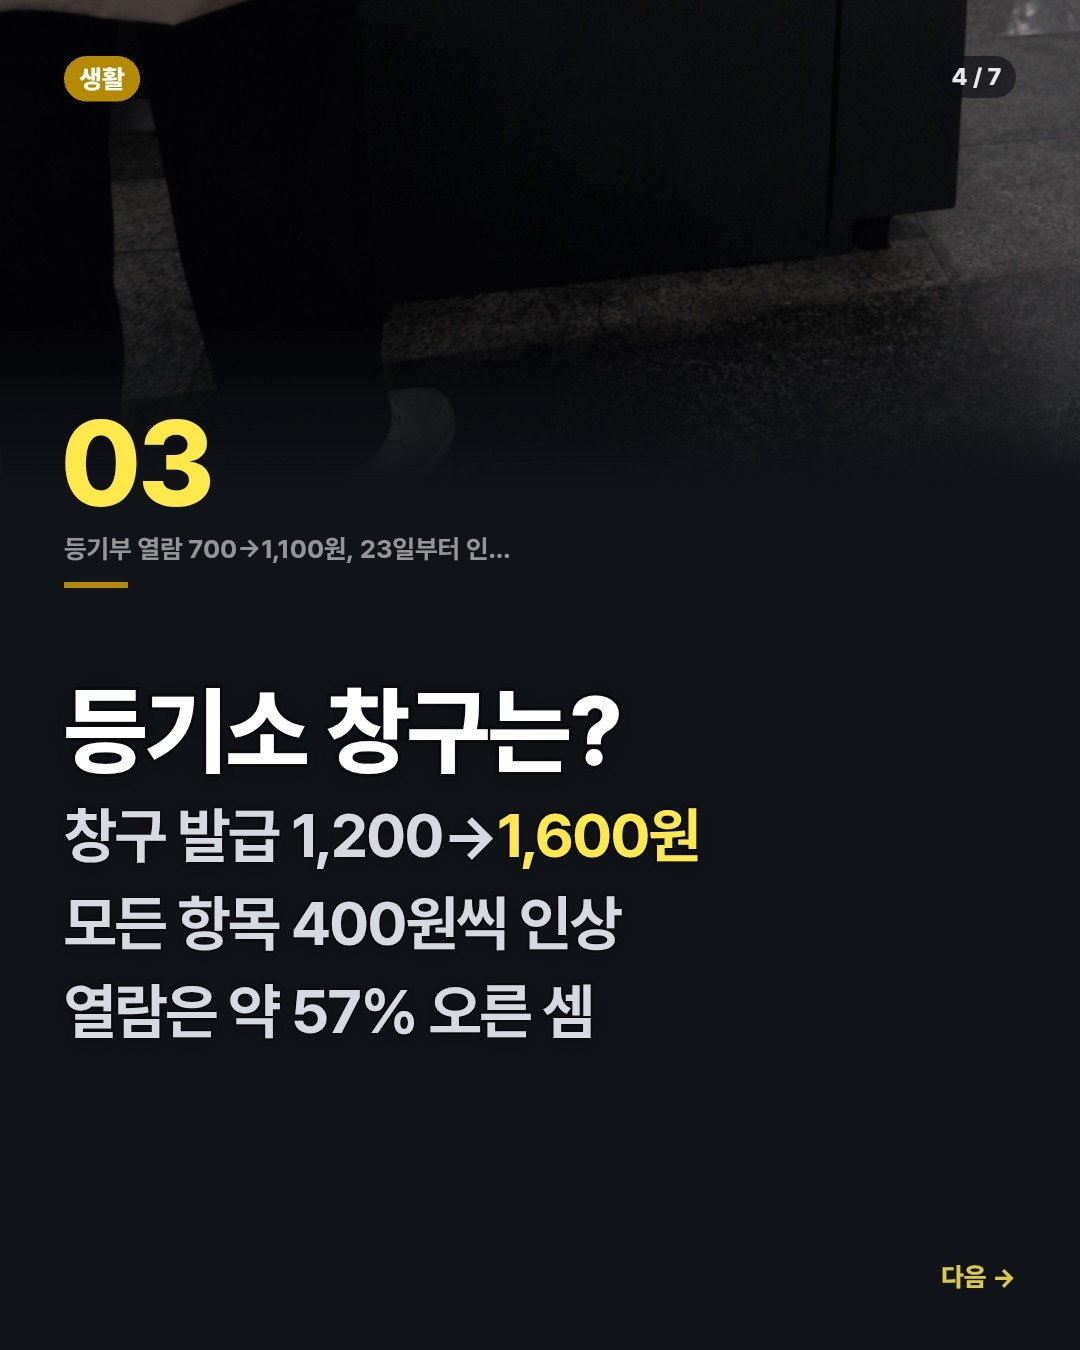 생활
4 / 7
03
등기부 열람 700→1,100원, 23일부터 인...
등기소 창구는?
창구 발급 1,200→1,600원
모든 항목 400원씩 인상
열람은 약 57% 오른 셈
다음 →